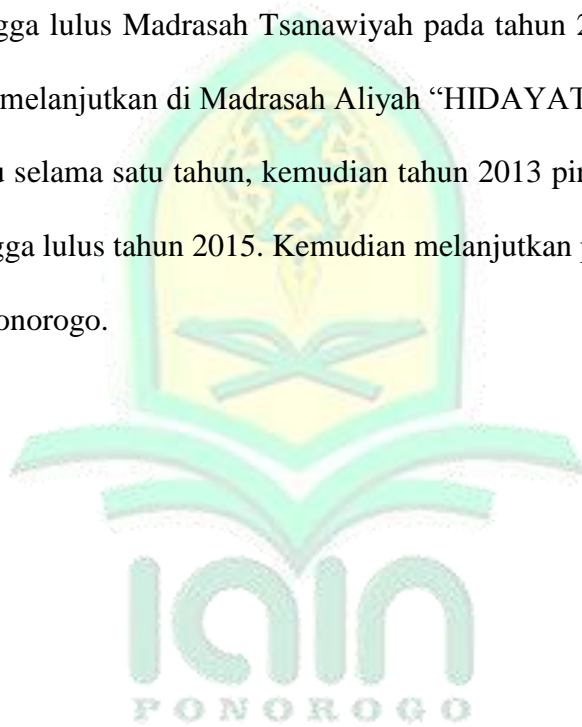 gga lulus Madrasah Tsanawiyah pada tahun 2
melanjutkan di Madrasah Aliyah “HIDAYAT
u selama satu tahun, kemudian tahun 2013 pin
gga lulus tahun 2015. Kemudian melanjutkan p
onorogo.
IAIN
PONOROGO